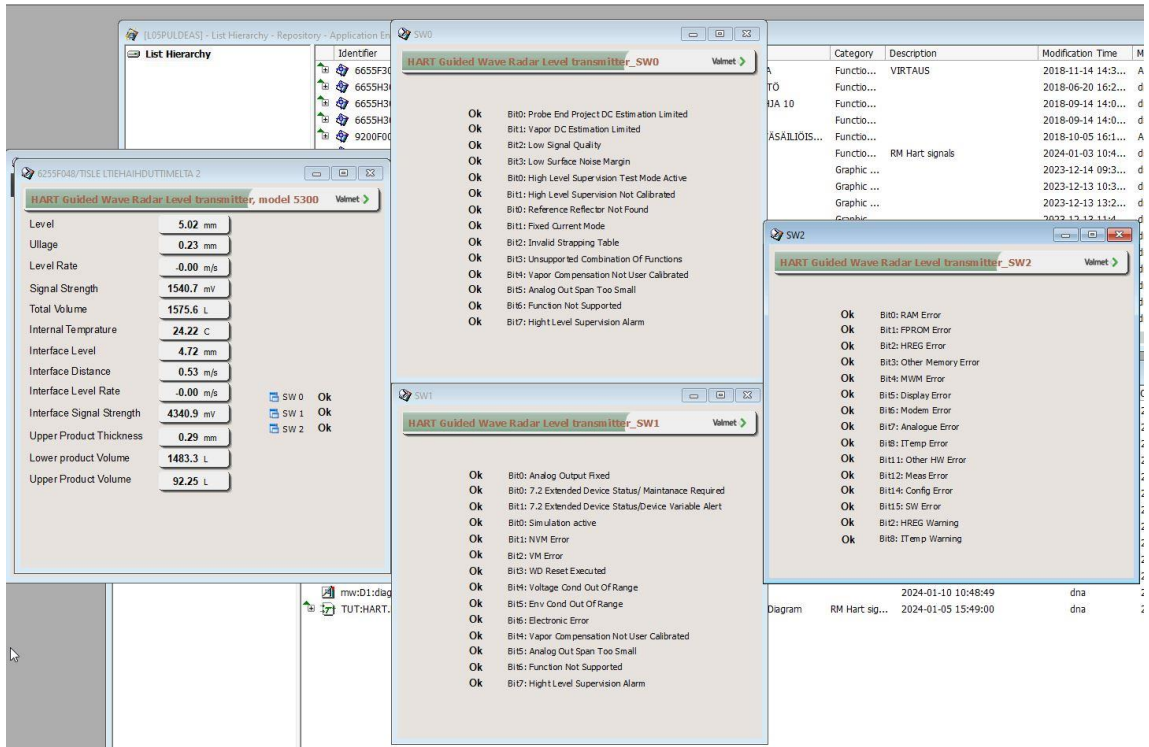 [L05PULDEAS] - List Hierarchy - Repository - Application En
List Hierarchy
Identifier
6655F30
6655H30
6655H30
6655H30
9200F00
Category Description Modification Time
Functio... VIRTAUS 2018-11-14 14:3...
TÖ Functio... 2018-06-20 16:2...
HJA 10 Functio... 2018-09-14 14:0...
Functio... 2018-09-14 14:0...
ÄSÄILIÖIS... Functio... 2018-10-05 16:1...
Functio... RM Hart signals 2024-01-03 10:4...
Graphic ... 2023-12-14 09:3...
Graphic ... 2023-12-13 10:3...
Graphic ... 2023-12-13 13:2...
6255F048/TISLE LTIEHAIHDUTTIMELTA 2
HART Guided Wave Radar Level transmitter, model 5300 Valmet
Level 5.02 mm
Ullage 0.23 mm
Level Rate -0.00 m/s
Signal Strength 1540.7 mV
Total Volume 1575.6 L
Internal Temprature 24.22 C
Interface Level 4.72 mm
Interface Distance 0.53 m/s
Interface Level Rate -0.00 m/s
Interface Signal Strength 4340.9 mV
Upper Product Thickness 0.29 mm
Lower product Volume 1483.3 L
Upper Product Volume 92.25 L
SW 0 Ok
SW 1 Ok
SW 2 Ok
SW0
HART Guided Wave Radar Level transmitter_SW0 Valmet
Ok Bit0: Probe End Project DC Estimation Limited
Ok Bit1: Vapor DC Estimation Limited
Ok Bit2: Low Signal Quality
Ok Bit3: Low Surface Noise Margin
Ok Bit0: High Level Supervision Test Mode Active
Ok Bit1: High Level Supervision Not Calibrated
Ok Bit0: Reference Reflector Not Found
Ok Bit1: Fixed Current Mode
Ok Bit2: Invalid Strapping Table
Ok Bit3: Unsupported Combination Of Functions
Ok Bit4: Vapor Compensation Not User Calibrated
Ok Bit5: Analog Out Span Too Small
Ok Bit6: Function Not Supported
Ok Bit7: Hight Level Supervision Alarm
SW1
HART Guided Wave Radar Level transmitter_SW1 Valmet
Ok Bit0: Analog Output Fixed
Ok Bit0: 7.2 Extended Device Status/ Maintanace Required
Ok Bit1: 7.2 Extended Device Status/Device Variable Alert
Ok Bit0: Simulation active
Ok Bit1: NVM Error
Ok Bit2: VM Error
Ok Bit3: WD Reset Executed
Ok Bit4: Voltage Cond Out Of Range
Ok Bit5: Env Cond Out Of Range
Ok Bit6: Electronic Error
Ok Bit4: Vapor Compensation Not User Calibrated
Ok Bit5: Analog Out Span Too Small
Ok Bit6: Function Not Supported
Ok Bit7: Hight Level Supervision Alarm
SW2
HART Guided Wave Radar Level transmitter_SW2 Valmet
Ok Bit0: RAM Error
Ok Bit1: FPROM Error
Ok Bit2: HREG Error
Ok Bit3: Other Memory Error
Ok Bit4: MWM Error
Ok Bit5: Display Error
Ok Bit6: Modem Error
Ok Bit7: Analogue Error
Ok Bit8: ITemp Error
Ok Bit11: Other HW Error
Ok Bit12: Meas Error
Ok Bit14: Config Error
Ok Bit15: SW Error
Ok Bit2: HREG Warning
Ok Bit8: ITemp Warning
mw:D1:diag 2024-01-10 10:48:49 dna
TUT:HART. Diagram RM Hart sig... 2024-01-05 15:49:00 dna